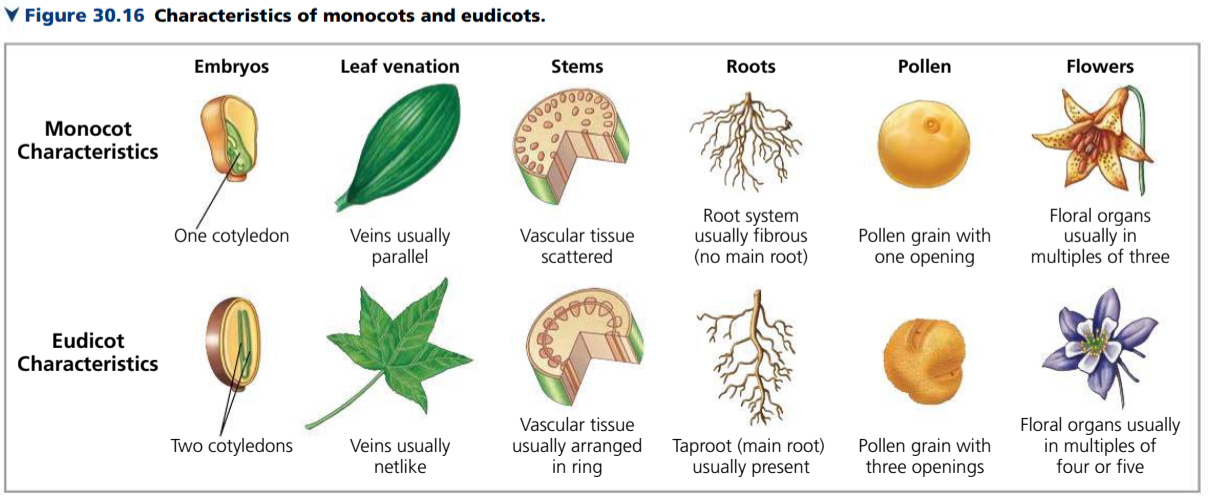 Figure 30.16 Characteristics of monocots and eudicots.
Embryos
Leaf venation
Stems
Roots
Pollen
Flowers
Monocot
Characteristics
One cotyledon
Veins usually
parallel
Vascular tissue
scattered
Root system
usually fibrous
(no main root)
Pollen grain with
one opening
Floral organs
usually in
multiples of three
Eudicot
Characteristics
Two cotyledons
Veins usually
netlike
Vascular tissue
usually arranged
in ring
Taproot (main root)
usually present
Pollen grain with
three openings
Floral organs usually
in multiples of
four or five